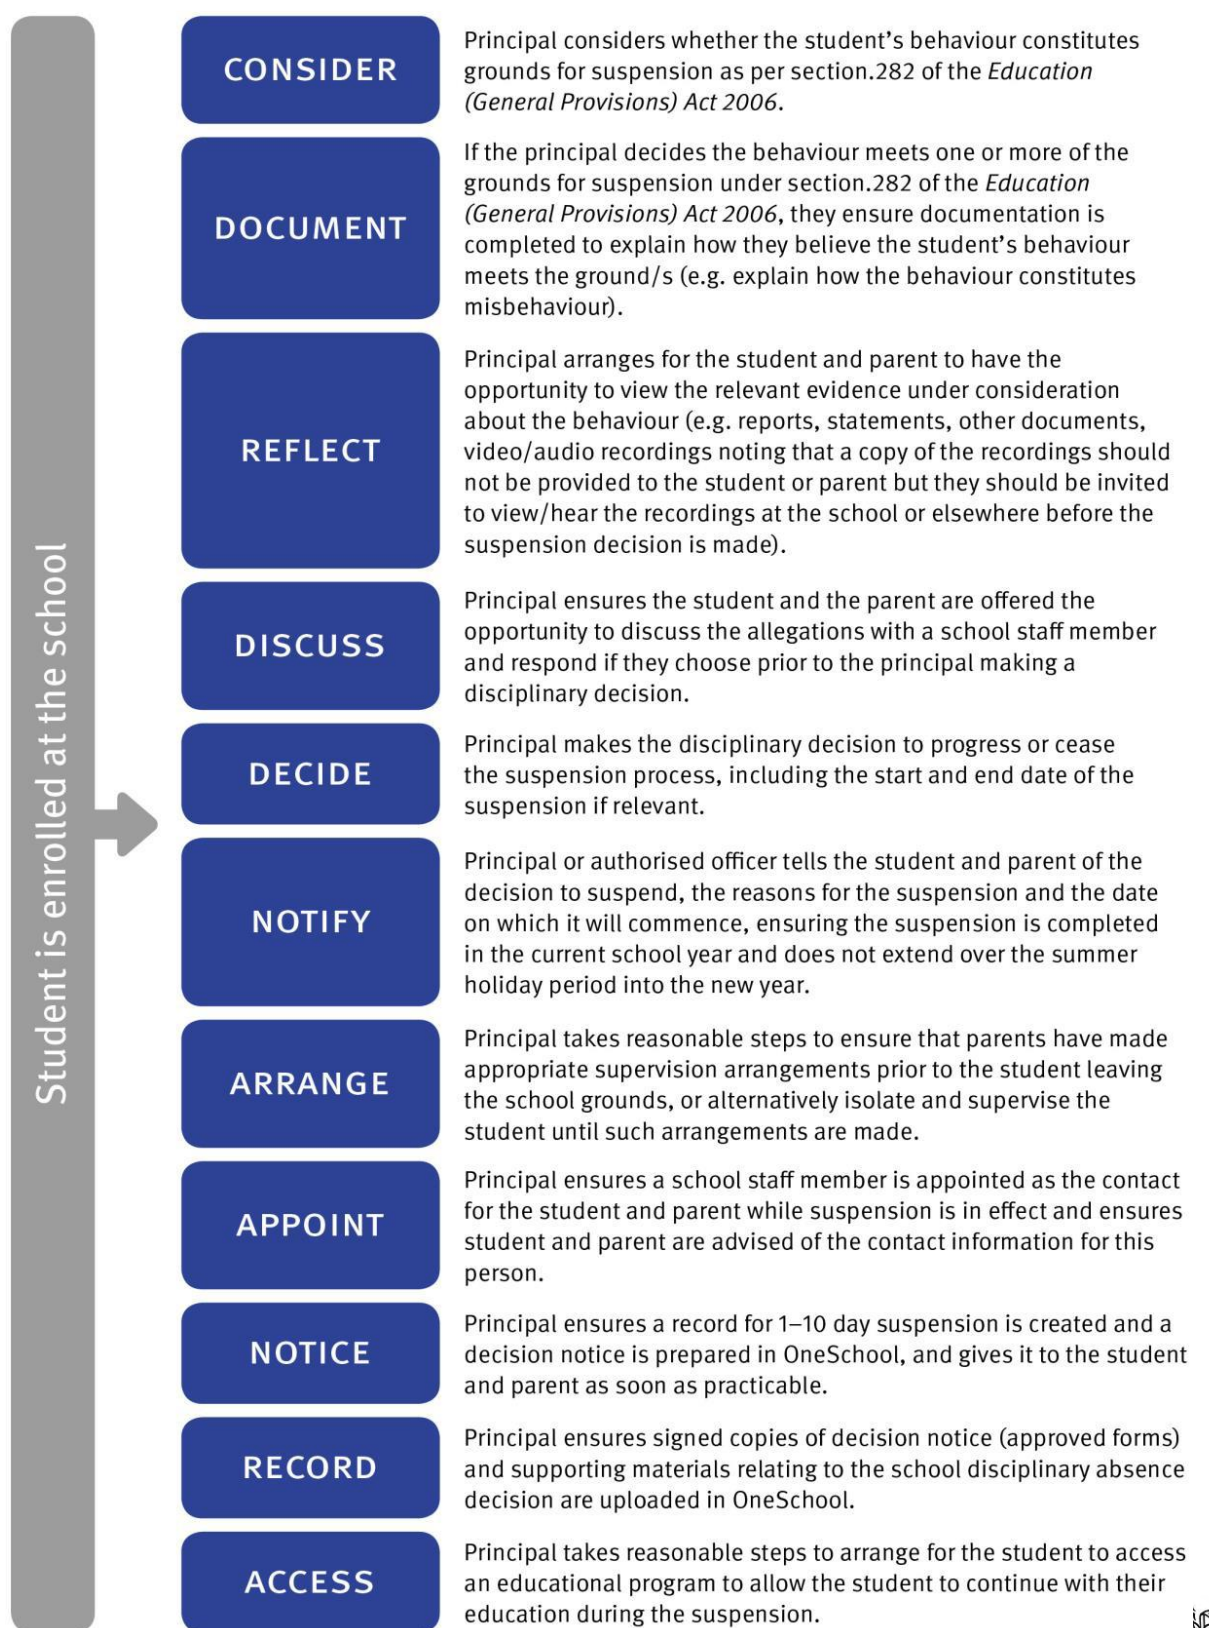 Student is enrolled at the school
CONSIDER
Principal considers whether the student's behaviour constitutes
grounds for suspension as per section.282 of the Education
(General Provisions) Act 2006.
DOCUMENT
If the principal decides the behaviour meets one or more of the
grounds for suspension under section.282 of the Education
(General Provisions) Act 2006, they ensure documentation is
completed to explain how they believe the student's behaviour
meets the ground/s (e.g. explain how the behaviour constitutes
misbehaviour).
REFLECT
Principal arranges for the student and parent to have the
opportunity to view the relevant evidence under consideration
about the behaviour (e.g. reports, statements, other documents,
video/audio recordings noting that a copy of the recordings should
not be provided to the student or parent but they should be invited
to view/hear the recordings at the school or elsewhere before the
suspension decision is made).
DISCUSS
Principal ensures the student and the parent are offered the
opportunity to discuss the allegations with a school staff member
and respond if they choose prior to the principal making a
disciplinary decision.
DECIDE
Principal makes the disciplinary decision to progress or cease
the suspension process, including the start and end date of the
suspension if relevant.
NOTIFY
Principal or authorised officer tells the student and parent of the
decision to suspend, the reasons for the suspension and the date
on which it will commence, ensuring the suspension is completed
in the current school year and does not extend over the summer
holiday period into the new year.
ARRANGE
Principal takes reasonable steps to ensure that parents have made
appropriate supervision arrangements prior to the student leaving
the school grounds, or alternatively isolate and supervise the
student until such arrangements are made.
APPOINT
Principal ensures a school staff member is appointed as the contact
for the student and parent while suspension is in effect and ensures
student and parent are advised of the contact information for this
person.
NOTICE
Principal ensures a record for 1–10 day suspension is created and a
decision notice is prepared in OneSchool, and gives it to the student
and parent as soon as practicable.
RECORD
Principal ensures signed copies of decision notice (approved forms)
and supporting materials relating to the school disciplinary absence
decision are uploaded in OneSchool.
ACCESS
Principal takes reasonable steps to arrange for the student to access
an educational program to allow the student to continue with their
education during the suspension.